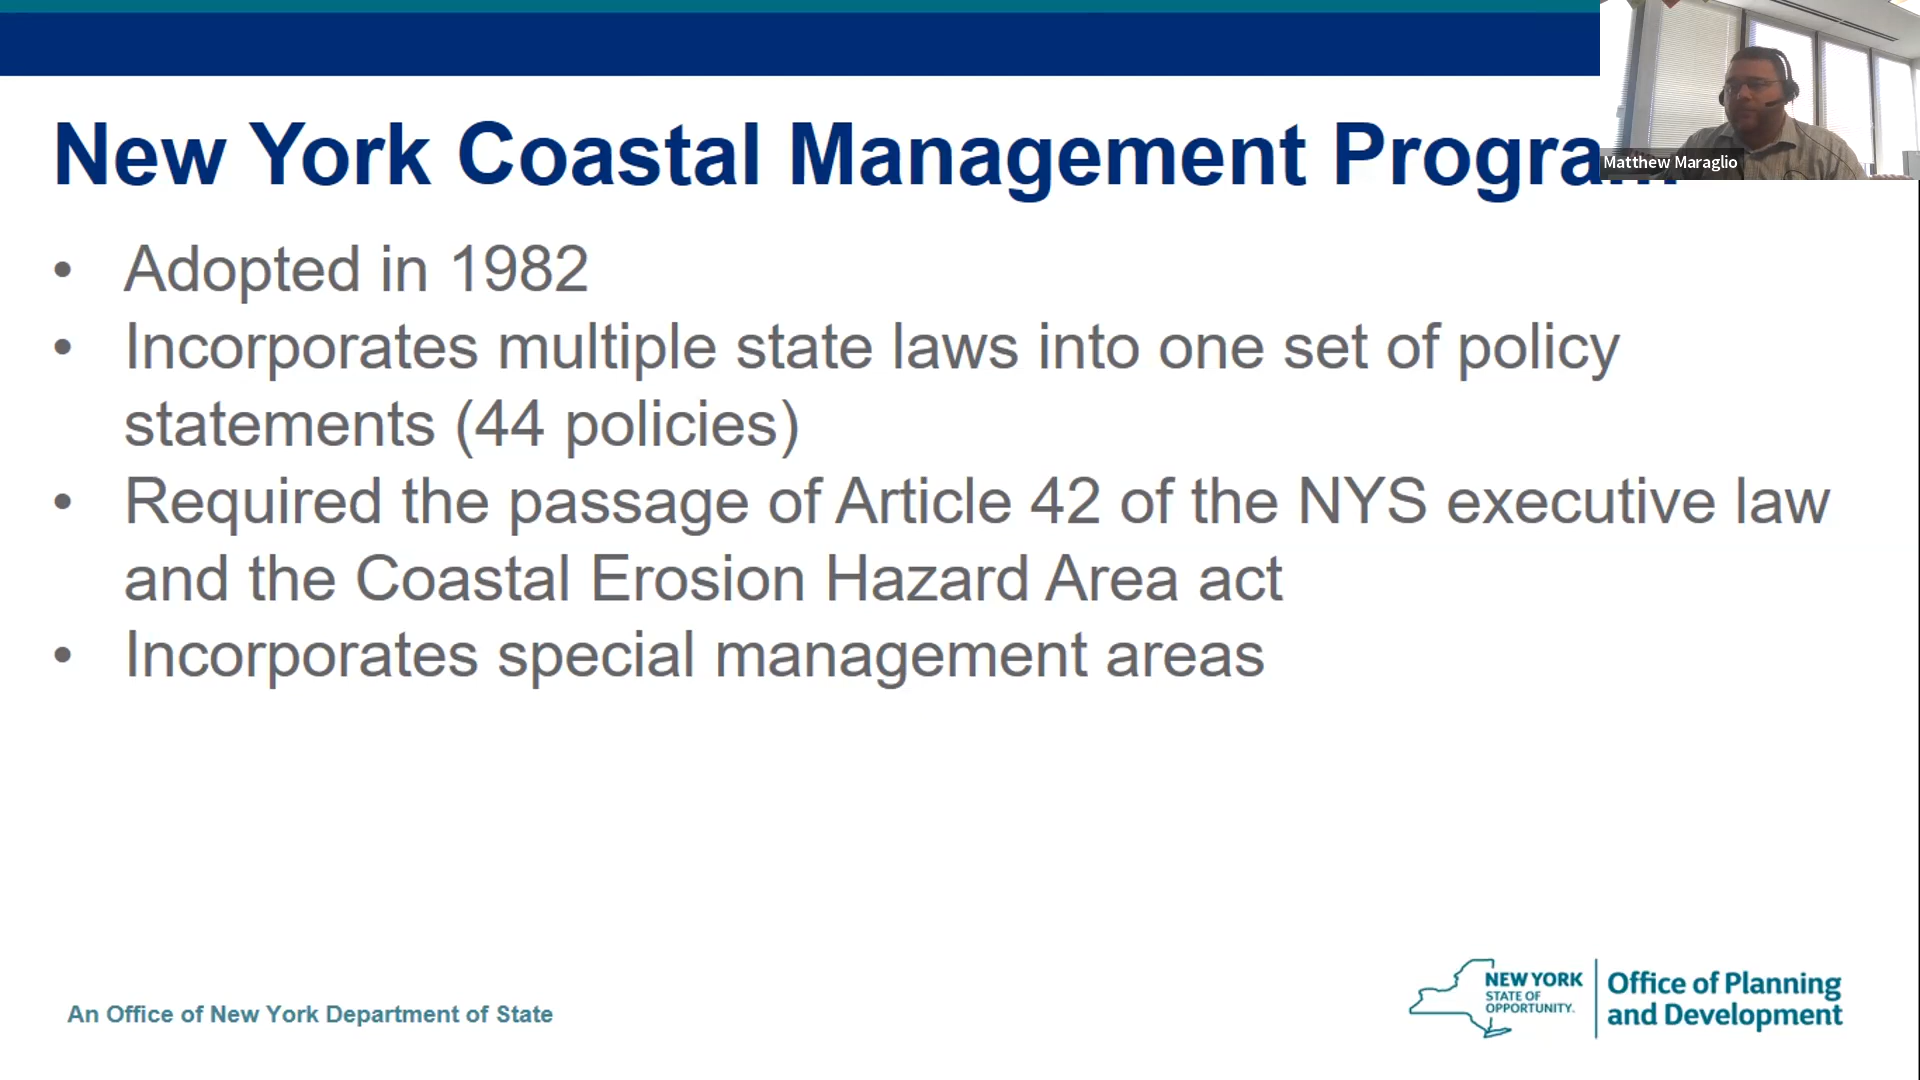 New York Coastal Management Program
Matthew Maraglio
• Adopted in 1982
• Incorporates multiple state laws into one set of policy
statements (44 policies)
• Required the passage of Article 42 of the NYS executive law
and the Coastal Erosion Hazard Area act
• Incorporates special management areas
An Office of New York Department of State
NEW YORK
STATE OF
OPPORTUNITY.
Office of Planning
and Development